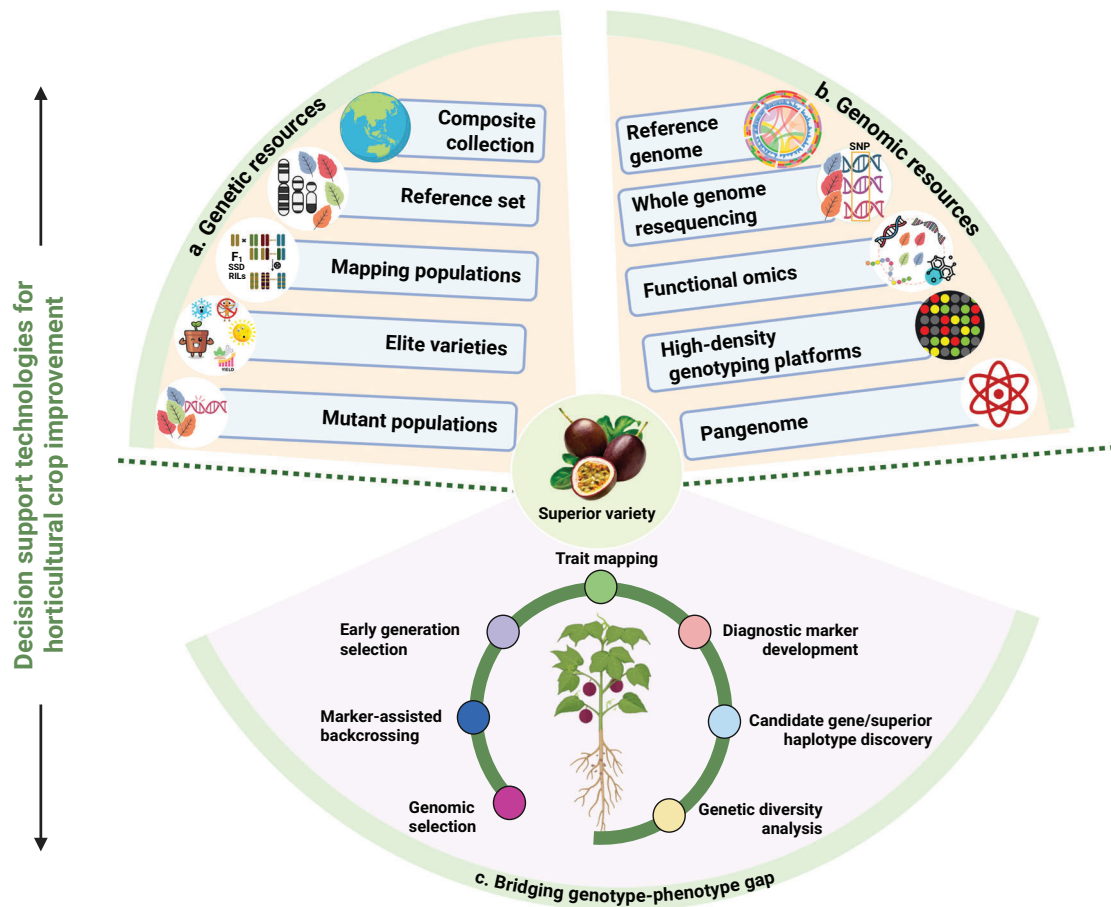 Decision support technologies for
horticultural crop improvement
a. Genetic resources
Composite
collection
Reference set
F1
SSD
RILs
Mapping populations
YIELD
Elite varieties
Mutant populations
b. Genomic resources
Reference
genome
SNP
Whole genome
resequencing
Functional omics
High-density
genotyping platforms
Pangenome
Superior variety
Trait mapping
Early generation
selection
Diagnostic marker
development
Marker-assisted
backcrossing
Candidate gene/superior
haplotype discovery
Genomic
selection
Genetic diversity
analysis
c. Bridging genotype-phenotype gap